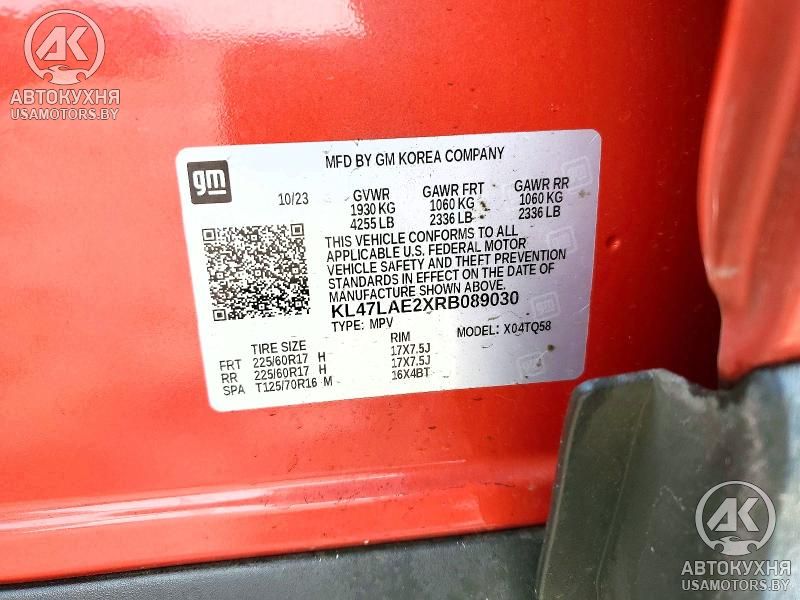 AK
АВТОКУХНЯ
USAMOTORS.BY
gm
MFD BY GM KOREA COMPANY
10/23 GVWR GAWR FRT GAWR RR
1930 KG 1060 KG 1060 KG
4255 LB 2336 LB 2336 LB
THIS VEHICLE CONFORMS TO ALL
APPLICABLE U.S. FEDERAL MOTOR
VEHICLE SAFETY AND THEFT PREVENTION
STANDARDS IN EFFECT ON THE DATE OF
MANUFACTURE SHOWN ABOVE.
KL47LAE2XRB089030
TYPE: MPV MODEL: X04TQ58
TIRE SIZE RIM
FRT 225/60R17 H 17X7.5J
RR 225/60R17 H 17X7.5J
SPA T125/70R16 M 16X4BT
AK
АВТОКУХНЯ
USAMOTORS.BY